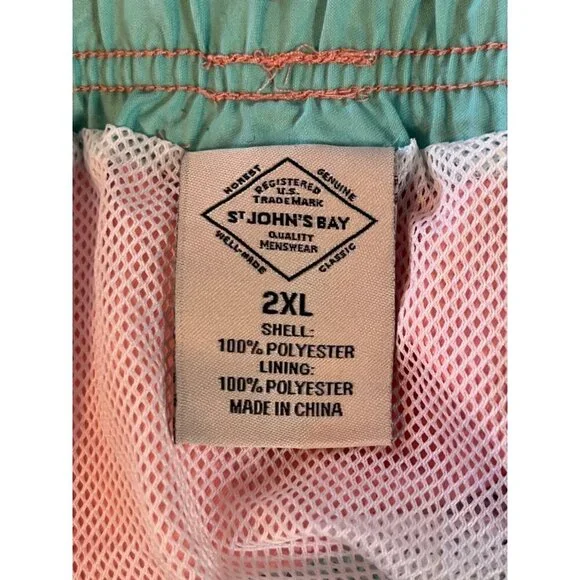 HONEST GENUINE
REGISTERED
U.S.
TRADEMARK
ST JOHN'S BAY
QUALITY
MENSWEAR
WELL-MADE CLASSIC
2XL
SHELL:
100% POLYESTER
LINING:
100% POLYESTER
MADE IN CHINA